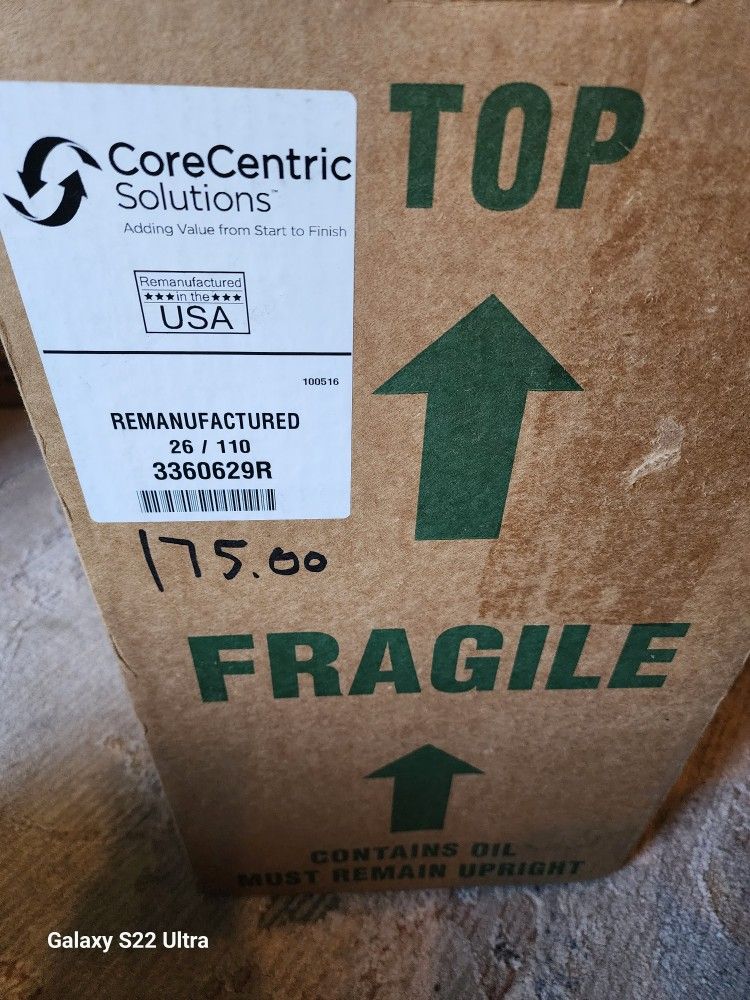 CoreCentric
Solutions™
Adding Value from Start to Finish
Remanufactured
★★★in the★★★
USA
100516
REMANUFACTURED
26 / 110
3360629R
175.00
TOP
FRAGILE
CONTAINS OIL
MUST REMAIN UPRIGHT
Galaxy S22 Ultra